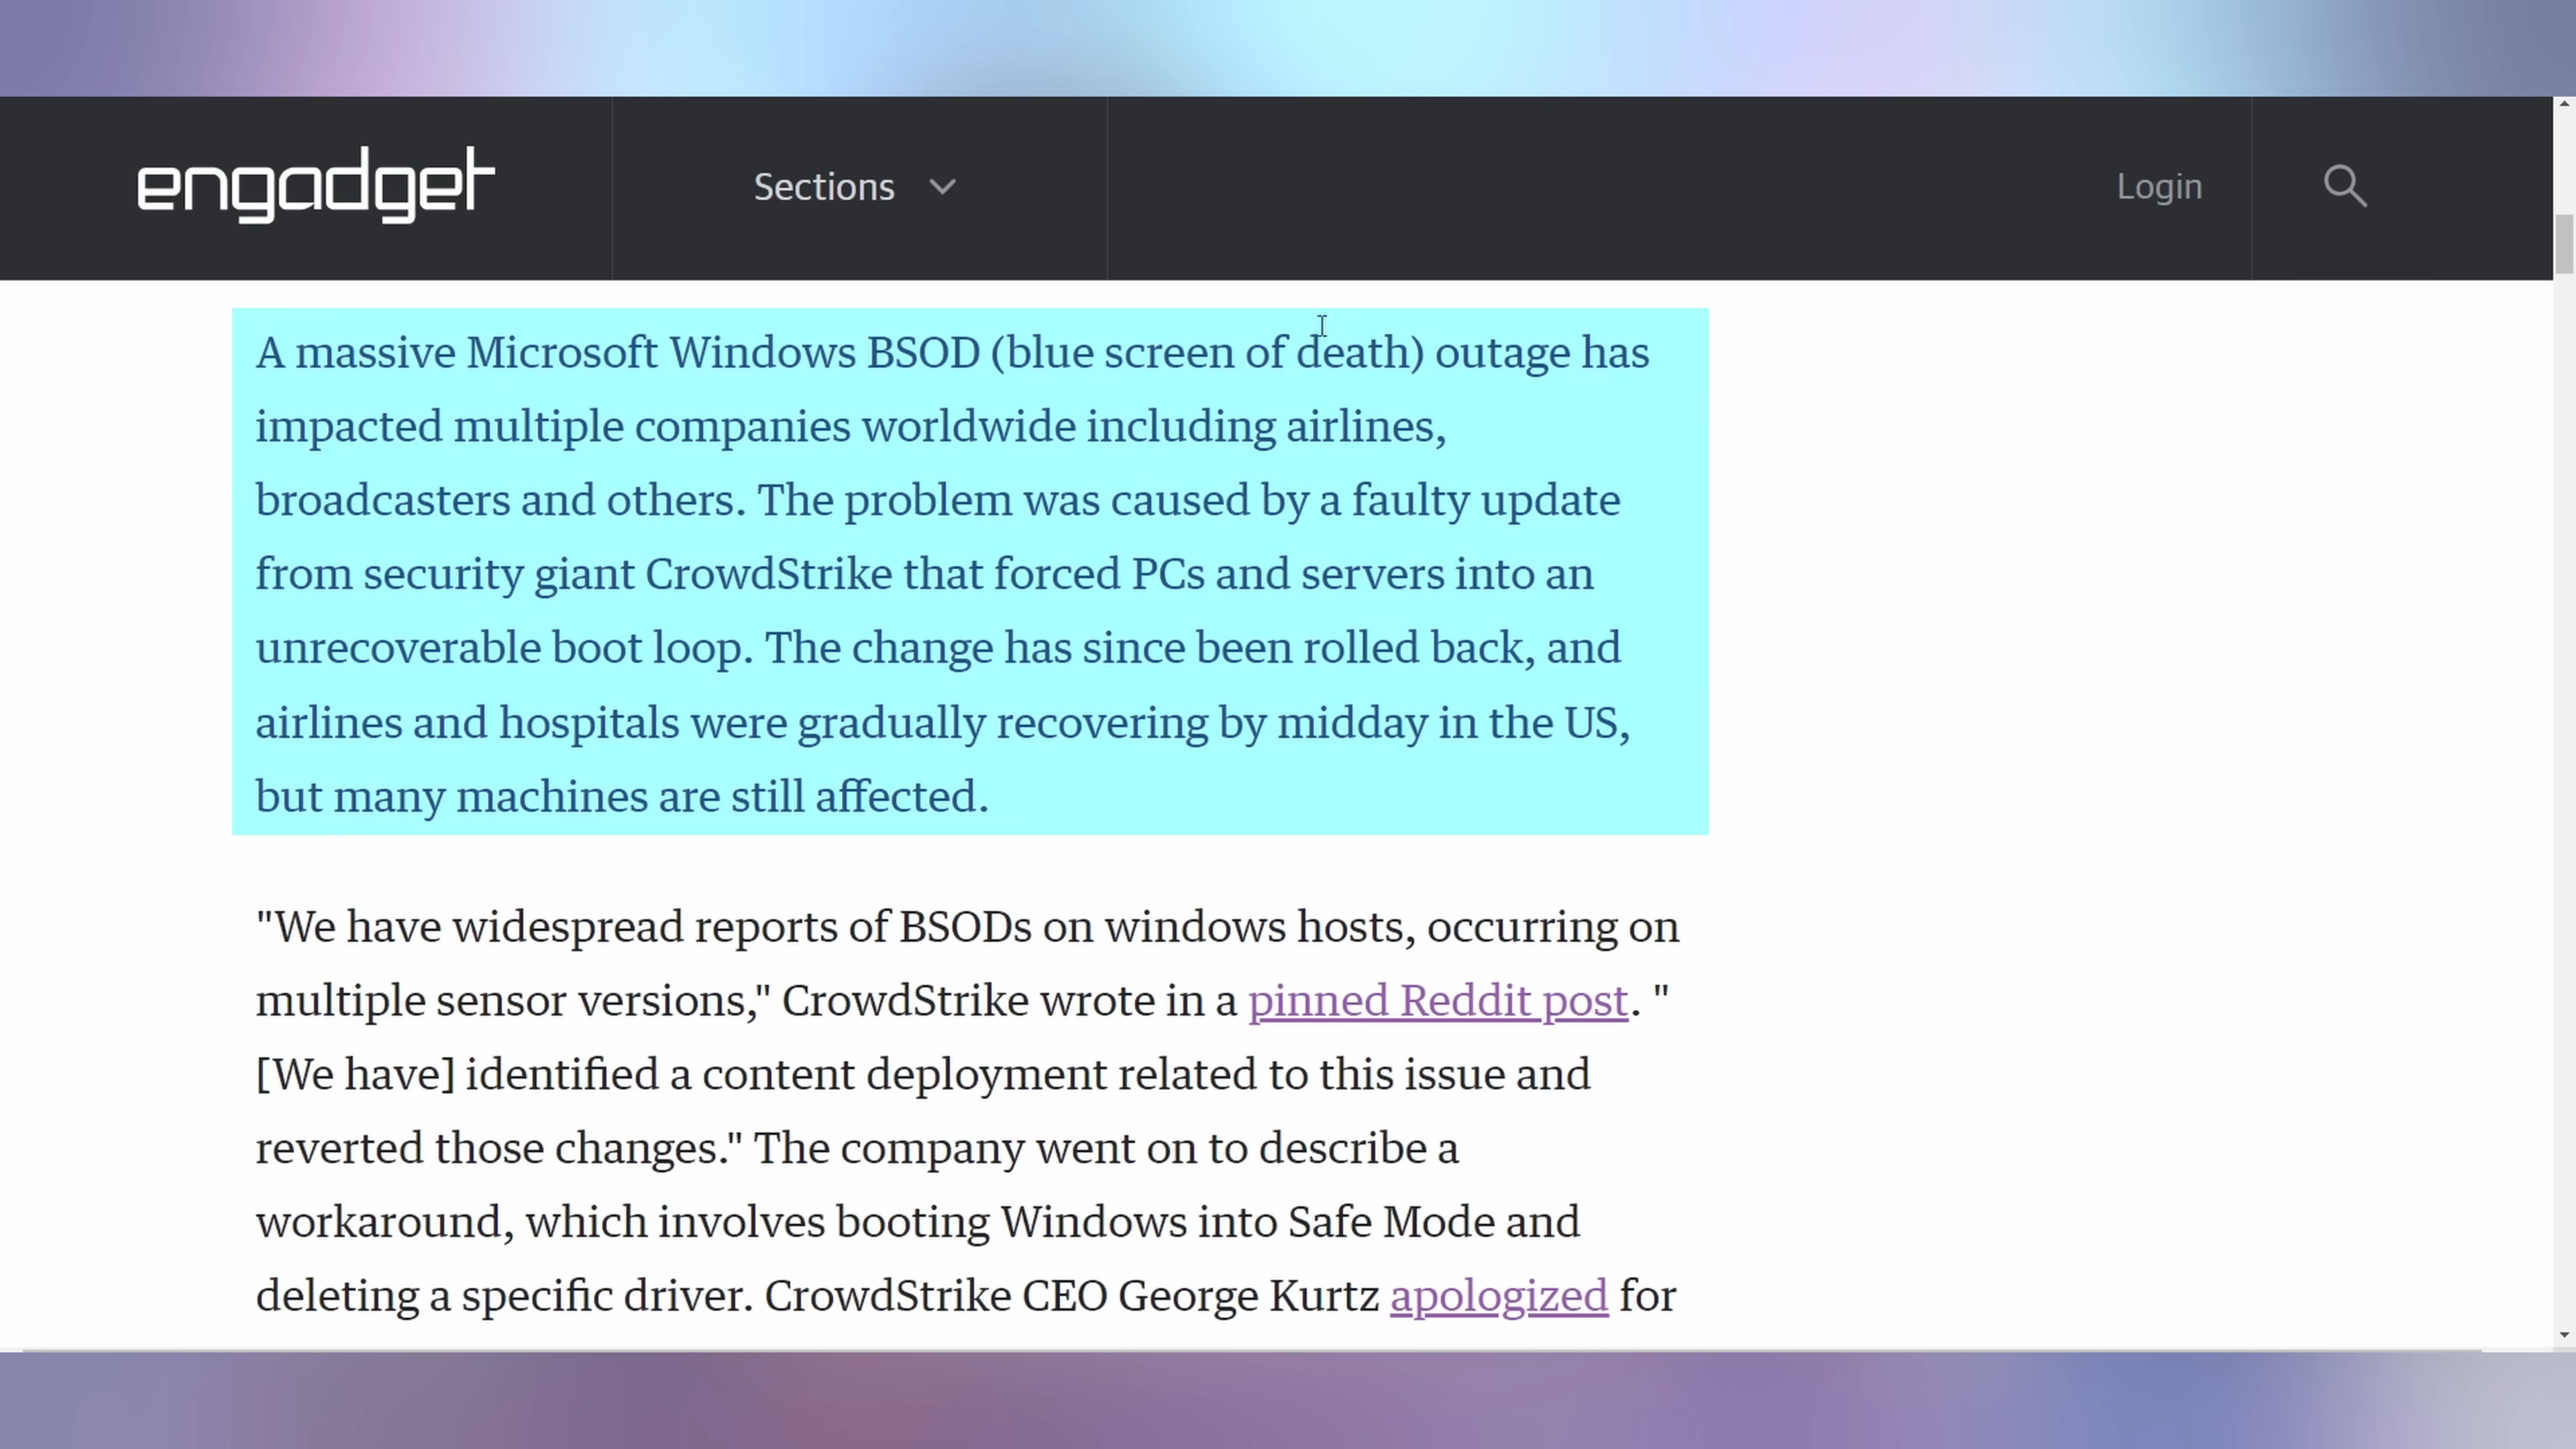 engadget
Sections
Login
A massive Microsoft Windows BSOD (blue screen of death) outage has
impacted multiple companies worldwide including airlines,
broadcasters and others. The problem was caused by a faulty update
from security giant CrowdStrike that forced PCs and servers into an
unrecoverable boot loop. The change has since been rolled back, and
airlines and hospitals were gradually recovering by midday in the US,
but many machines are still affected.
"We have widespread reports of BSODs on windows hosts, occurring on
multiple sensor versions," CrowdStrike wrote in a pinned Reddit post. "
[We have] identified a content deployment related to this issue and
reverted those changes." The company went on to describe a
workaround, which involves booting Windows into Safe Mode and
deleting a specific driver. CrowdStrike CEO George Kurtz apologized for